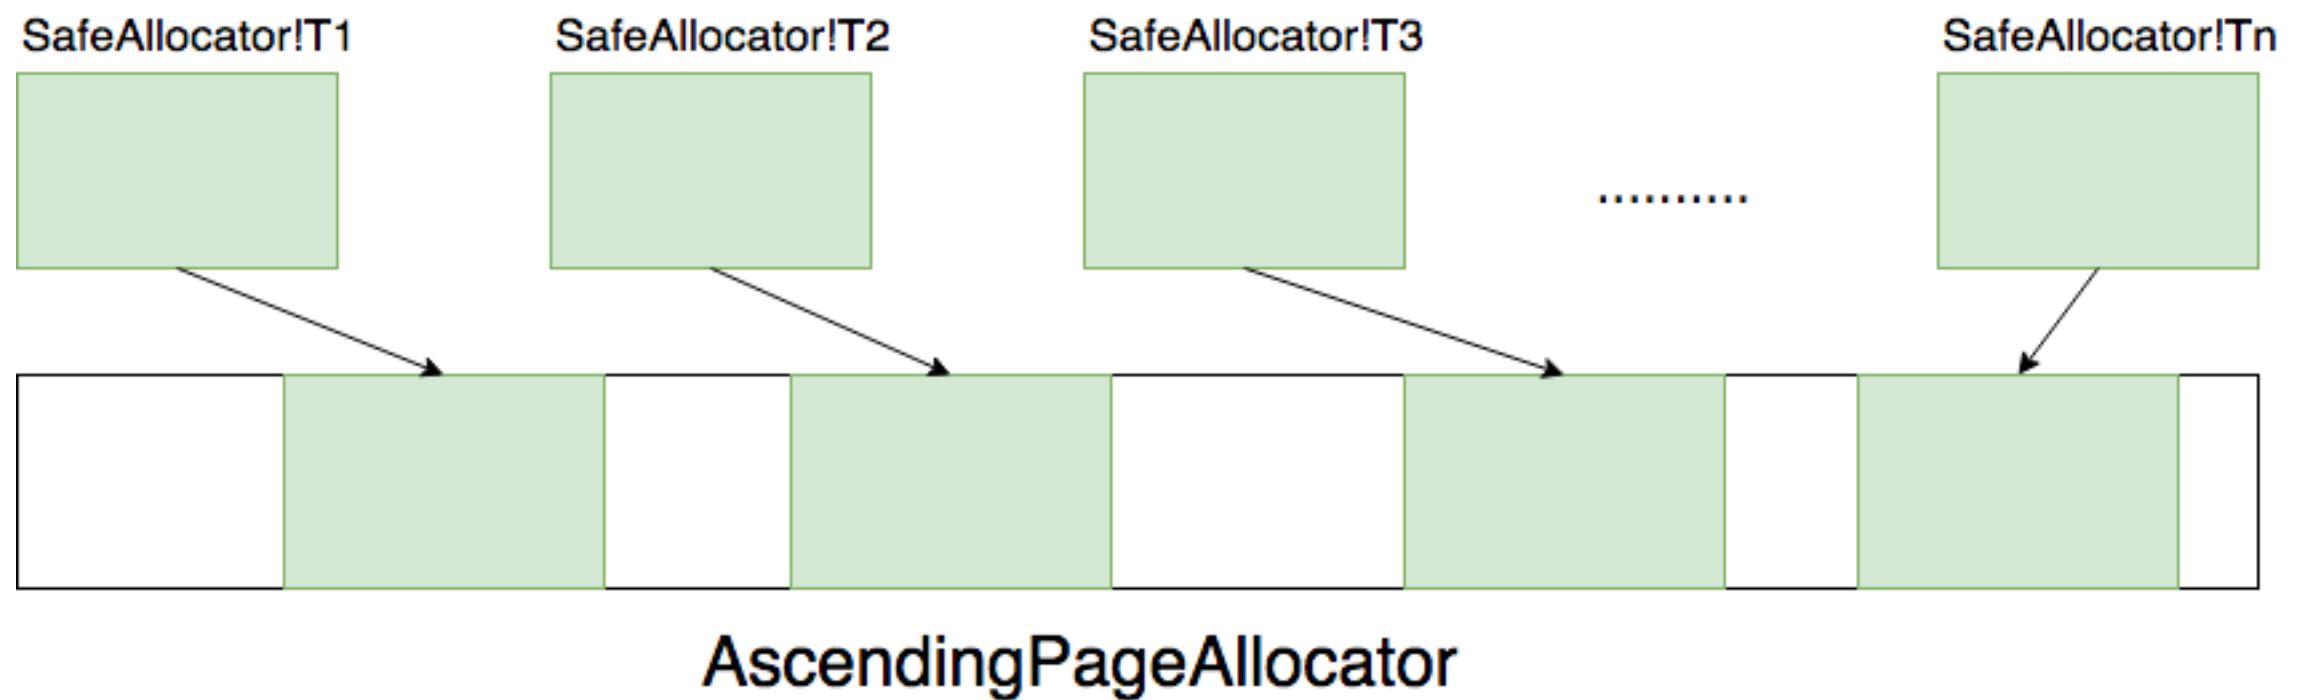 SafeAllocator!T1
SafeAllocator!T2
SafeAllocator!T3
SafeAllocator!Tn
..........
AscendingPageAllocator